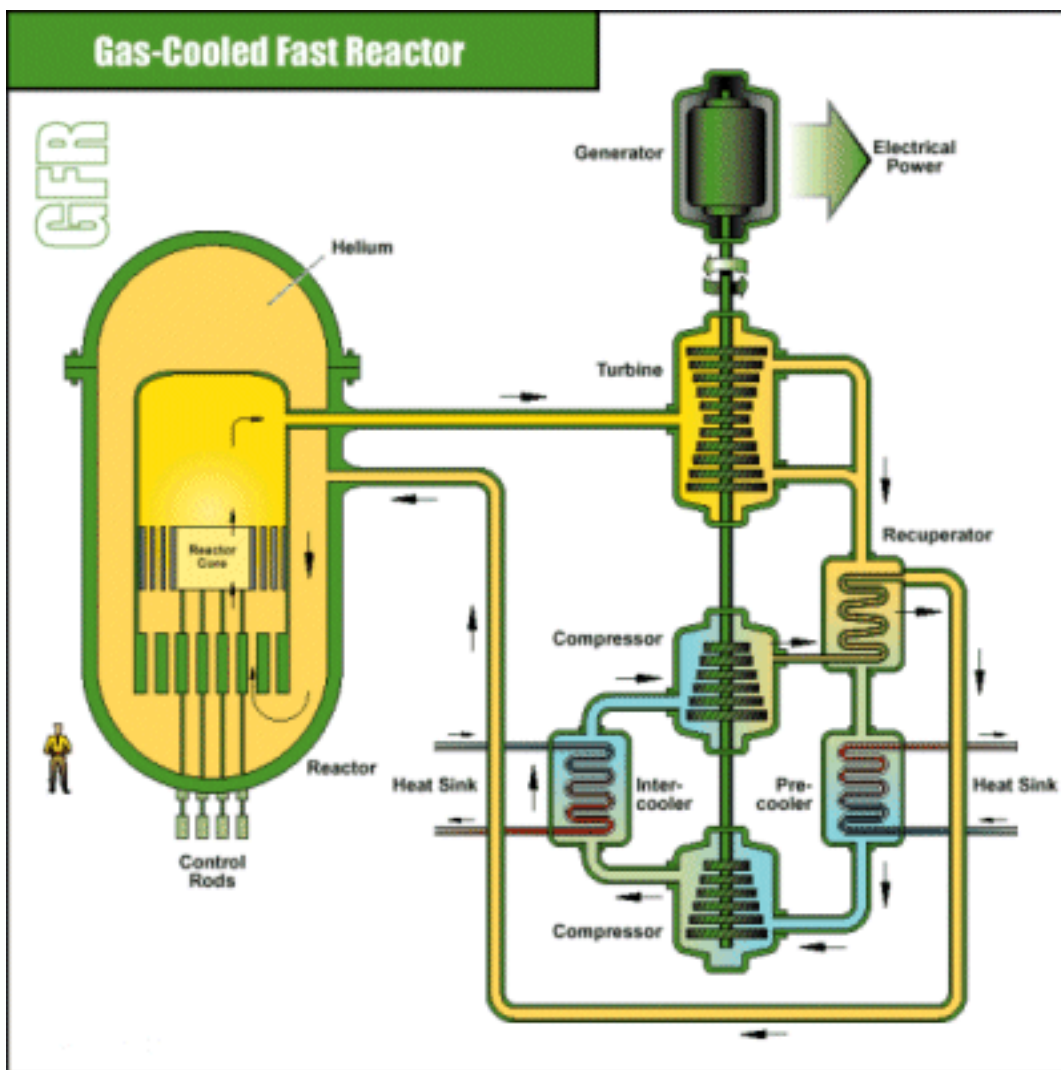 Gas-Cooled Fast Reactor
GFR
Generator
Electrical
Power
Helium
Turbine
Reactor
Core
Recuperator
Compressor
Reactor
Heat Sink
Inter-
cooler
Pre-
cooler
Heat Sink
Control
Rods
Compressor